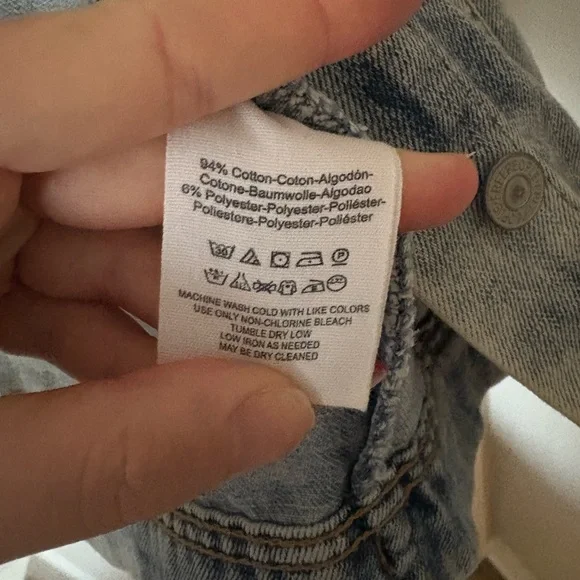 94% Cotton-Coton-Algodón-
Cotone-Baumwolle-Algodao
6% Polyester-Polyester-Poliéster-
Poliestere-Polyester-Poliéster
30 P
MACHINE WASH COLD WITH LIKE COLORS
USE ONLY NON-CHLORINE BLEACH
TUMBLE DRY LOW
LOW IRON AS NEEDED
MAY BE DRY CLEANED